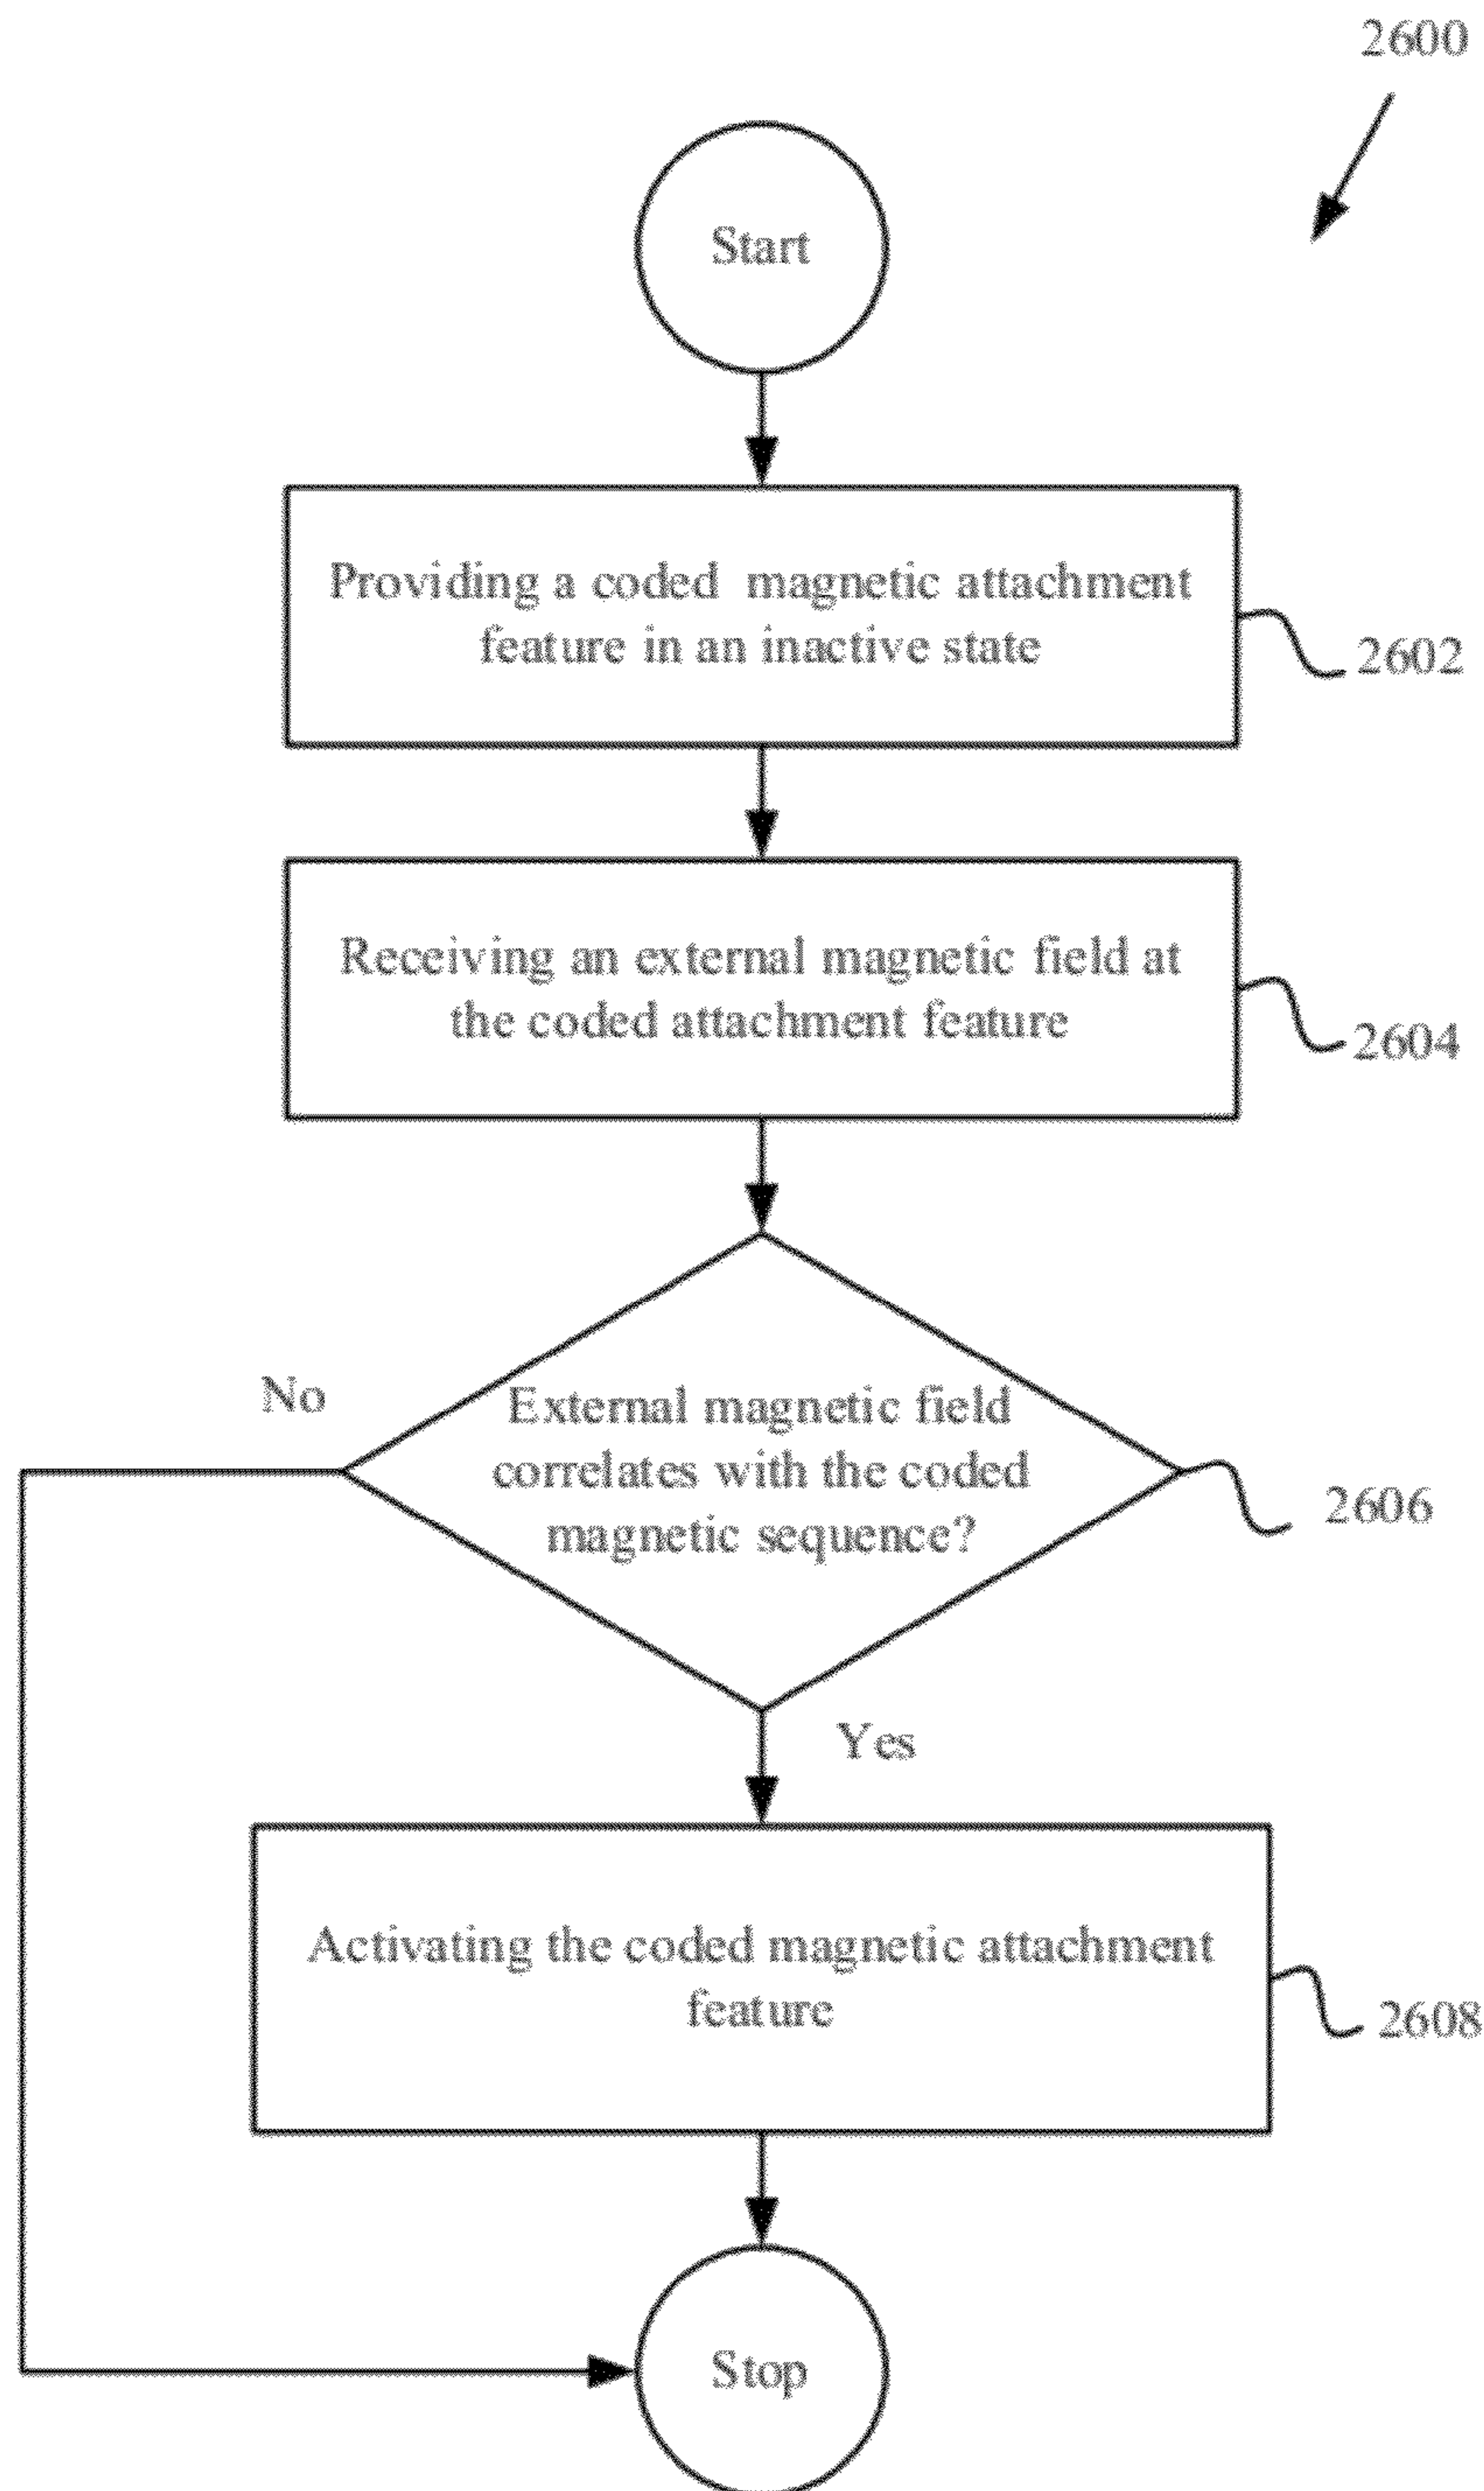 2600
Start
Providing a coded magnetic attachment
feature in an inactive state
2602
Receiving an external magnetic field at
the coded attachment feature
2604
No
External magnetic field
correlates with the coded
magnetic sequence?
2606
Yes
Activating the coded magnetic attachment
feature
2608
Stop